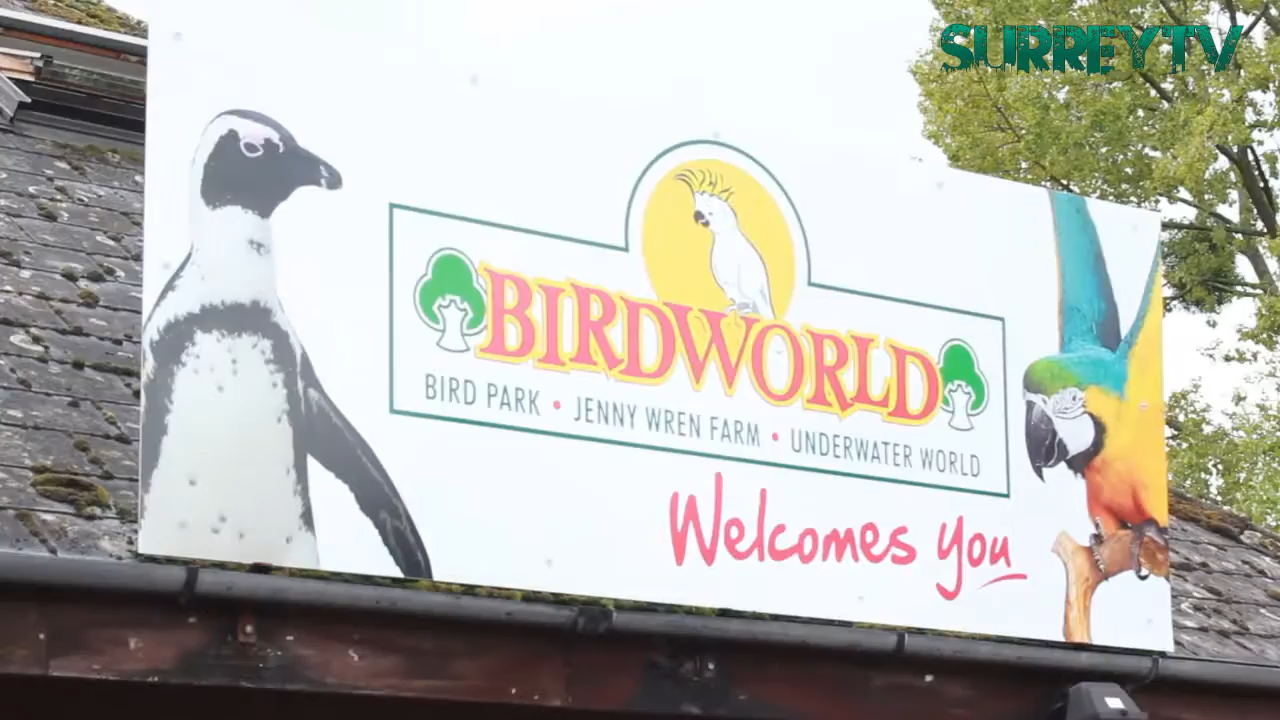 SURREYTV
BIRDWORLD
BIRD PARK • JENNY WREN FARM • UNDERWATER WORLD
Welcomes you